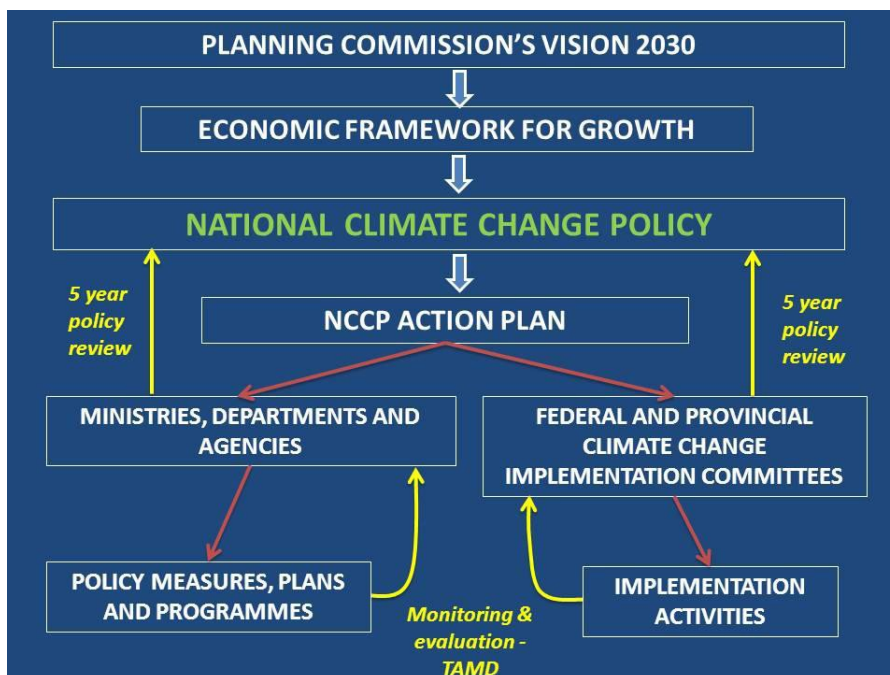 PLANNING COMMISSION'S VISION 2030
ECONOMIC FRAMEWORK FOR GROWTH
NATIONAL CLIMATE CHANGE POLICY
5 year
policy
review
NCCP ACTION PLAN
5 year
policy
review
MINISTRIES, DEPARTMENTS AND
AGENCIES
FEDERAL AND PROVINCIAL
CLIMATE CHANGE
IMPLEMENTATION COMMITTEES
POLICY MEASURES, PLANS
AND PROGRAMMES
Monitoring &
evaluation -
TAMD
IMPLEMENTATION
ACTIVITIES